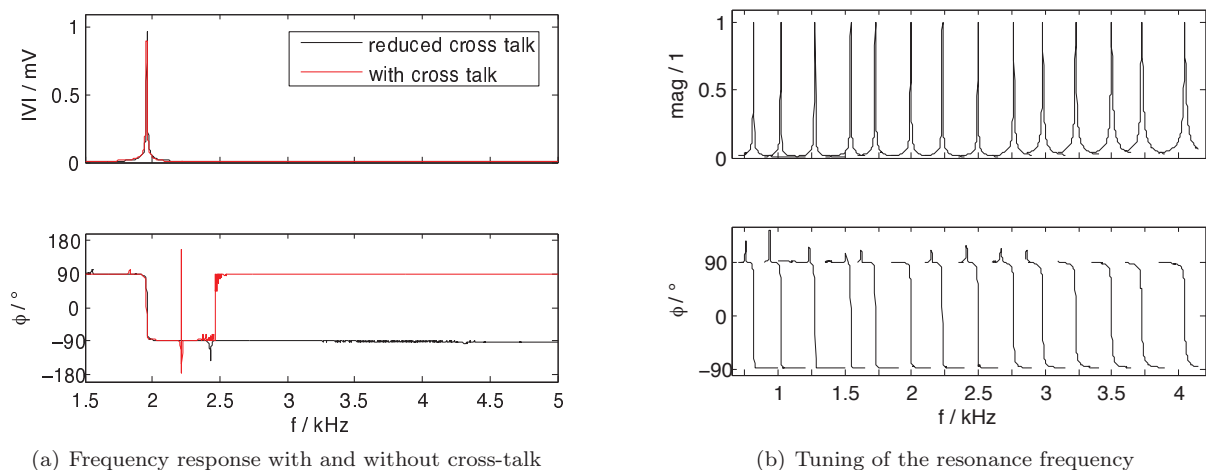 1
0.5
0
|V| / mV
reduced cross talk
with cross talk
180
90
0
−90
−180
ϕ / °
1.5 2 2.5 3 3.5 4 4.5 5
f / kHz
(a) Frequency response with and without cross-talk
1
0.5
1
mag / 1
90
0
−90
ϕ / °
1 1.5 2 2.5 3 3.5 4
f / kHz
(b) Tuning of the resonance frequency